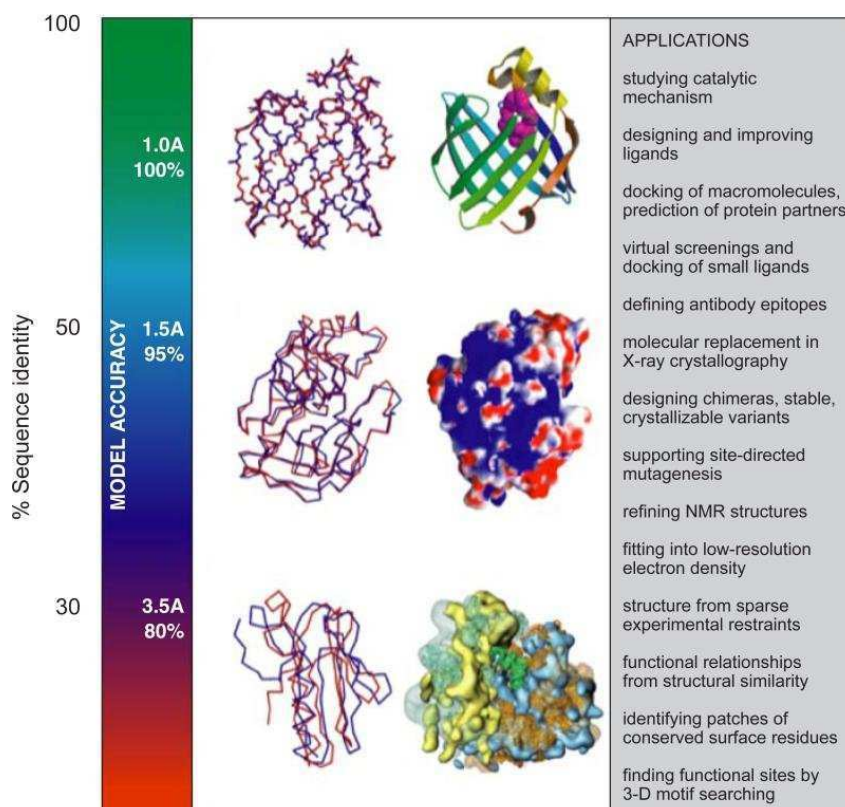 100
50
30
% Sequence identity
MODEL ACCURACY
1.0A
100%
1.5A
95%
3.5A
80%
APPLICATIONS
studying catalytic
mechanism
designing and improving
ligands
docking of macromolecules,
prediction of protein partners
virtual screenings and
docking of small ligands
defining antibody epitopes
molecular replacement in
X-ray crystallography
designing chimeras, stable,
crystallizable variants
supporting site-directed
mutagenesis
refining NMR structures
fitting into low-resolution
electron density
structure from sparse
experimental restraints
functional relationships
from structural similarity
identifying patches of
conserved surface residues
finding functional sites by
3-D motif searching